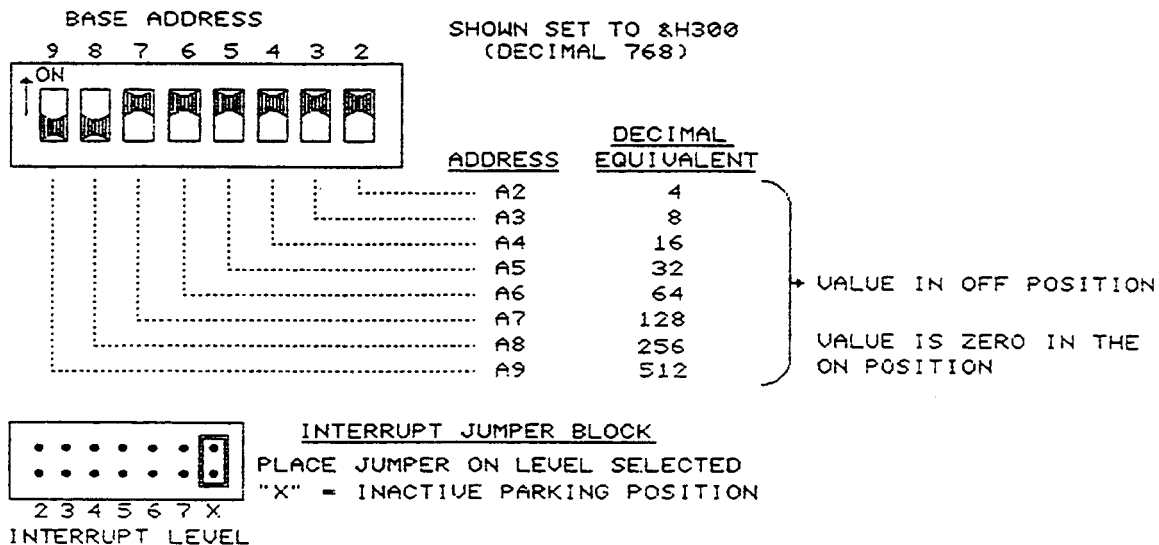 BASE ADDRESS
SHOWN SET TO &H300
(DECIMAL 768)
9 8 7 6 5 4 3 2
ON
ADDRESS
DECIMAL
EQUIVALENT
A2 4
A3 8
A4 16
A5 32
A6 64
A7 128
A8 256
A9 512
VALUE IN OFF POSITION
VALUE IS ZERO IN THE
ON POSITION
INTERRUPT JUMPER BLOCK
PLACE JUMPER ON LEVEL SELECTED
"X" = INACTIVE PARKING POSITION
2 3 4 5 6 7 X
INTERRUPT LEVEL